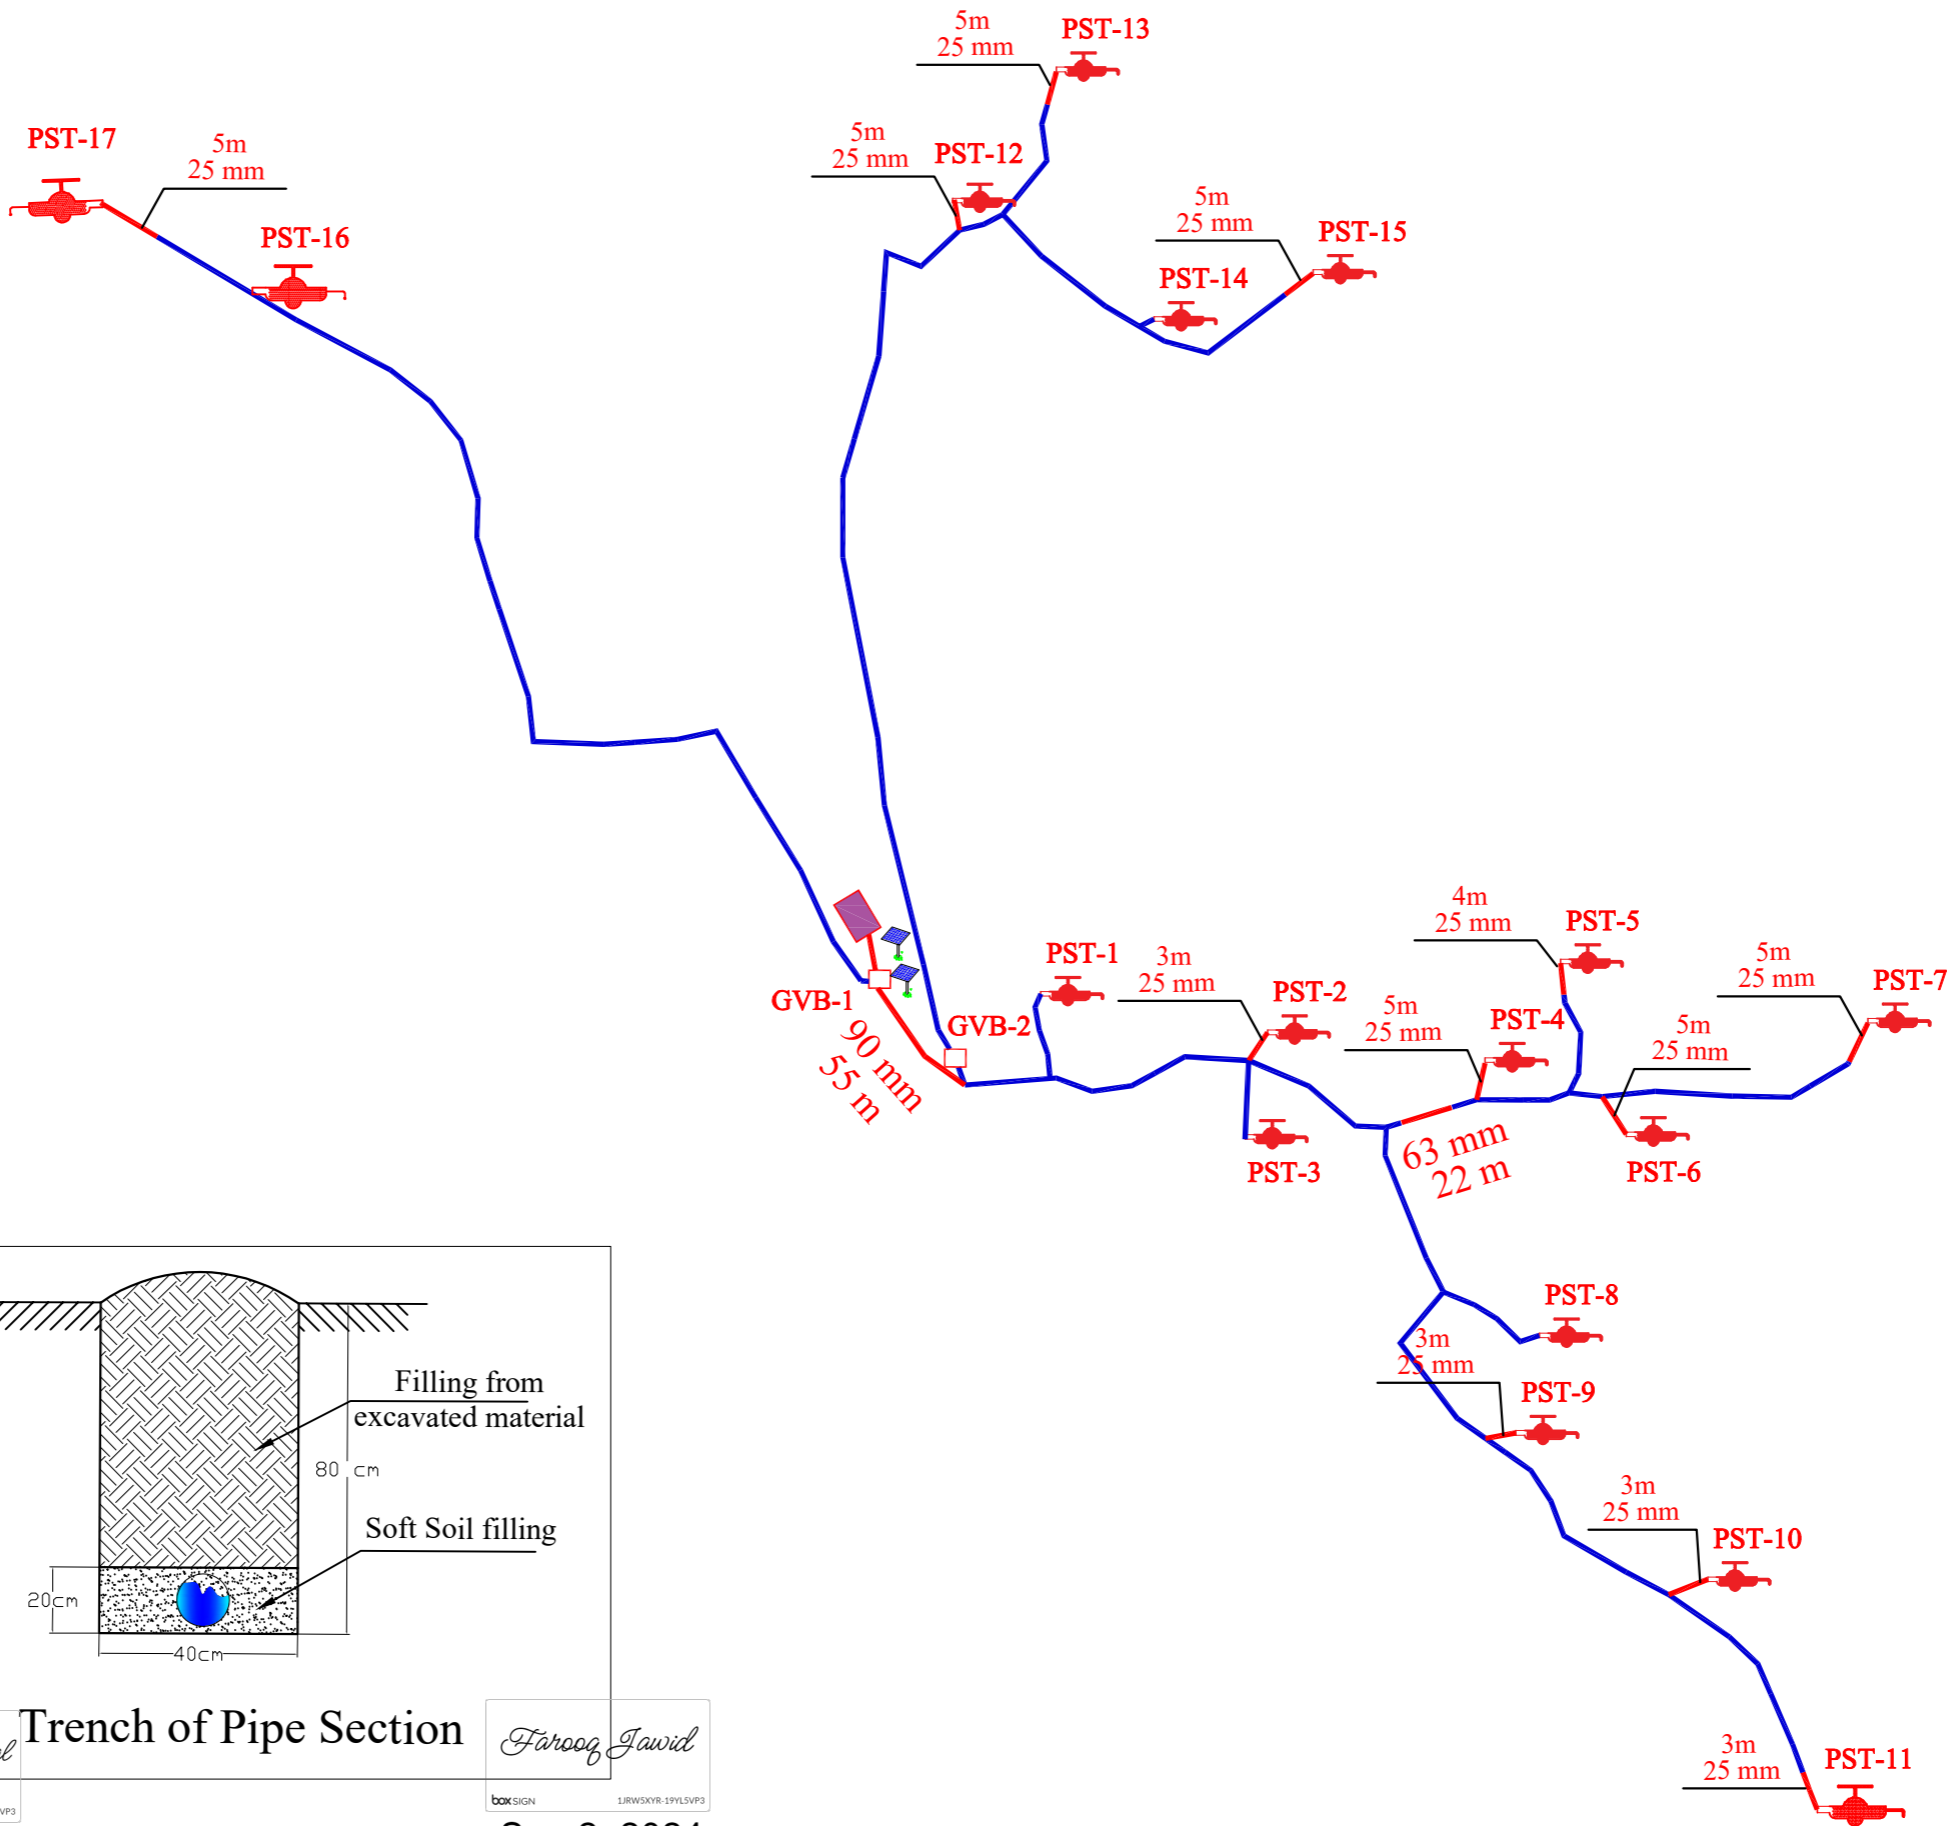 5m
25 mm
PST-13
PST-17
5m
25 mm
5m
25 mm
PST-12
PST-16
5m
25 mm
PST-15
PST-14
4m
25 mm
PST-5
PST-1
3m
25 mm
PST-2
5m
25 mm
PST-7
GVB-1
GVB-2
5m
25 mm
PST-4
5m
25 mm
90 mm
55 m
PST-3
63 mm
22 m
PST-6
PST-8
3m
25 mm
PST-9
3m
25 mm
PST-10
3m
25 mm
PST-11
Filling from
excavated material
80 cm
Soft Soil filling
20cm
40cm
Trench of Pipe Section
Farooq Jawid
box SIGN
1JRW5XYR-19YL5VP3
VP3